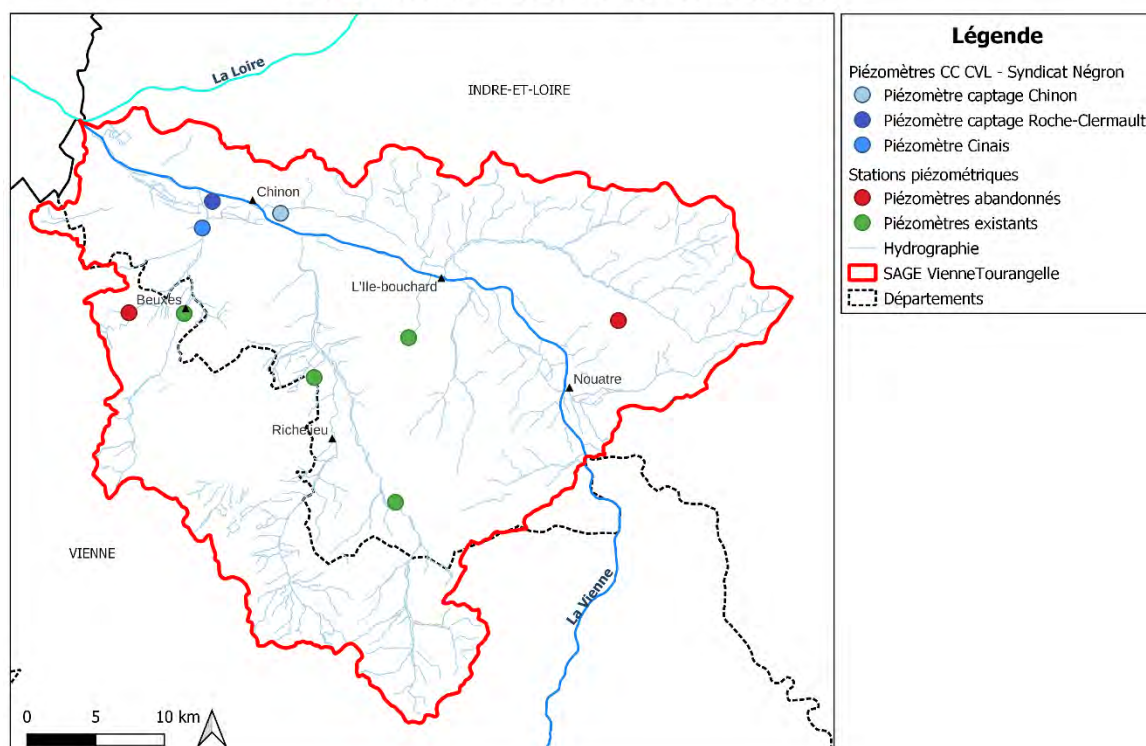 La Loire
INDRE-ET-LOIRE
Chinon
L'Ile-bouchard
Beuxes
Nouatre
Richelieu
VIENNE
La Vienne
0 5 10 km
Légende
Piézomètres CC CVL - Syndicat Négron
Piézomètre captage Chinon
Piézomètre captage Roche-Clermault
Piézomètre Cinais
Stations piézométriques
Piézomètres abandonnés
Piézomètres existants
Hydrographie
SAGE VienneTourangelle
Départements